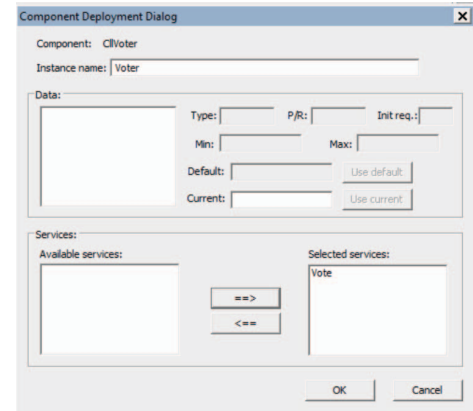 Component Deployment Dialog
Component: CllVoter
Instance name: Voter
Data:
Type: P/R: Init req.:
Min: Max:
Default: Use default
Current: Use current
Services:
Available services: Selected services:
Vote
==>
<==
OK Cancel